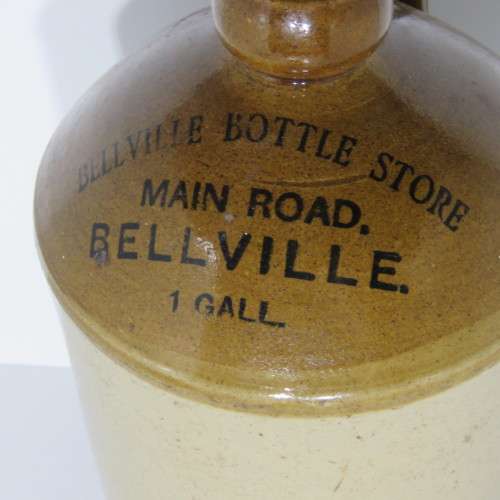 BELLVILLE BOTTLE STORE
MAIN ROAD.
BELLVILLE.
1 GALL.